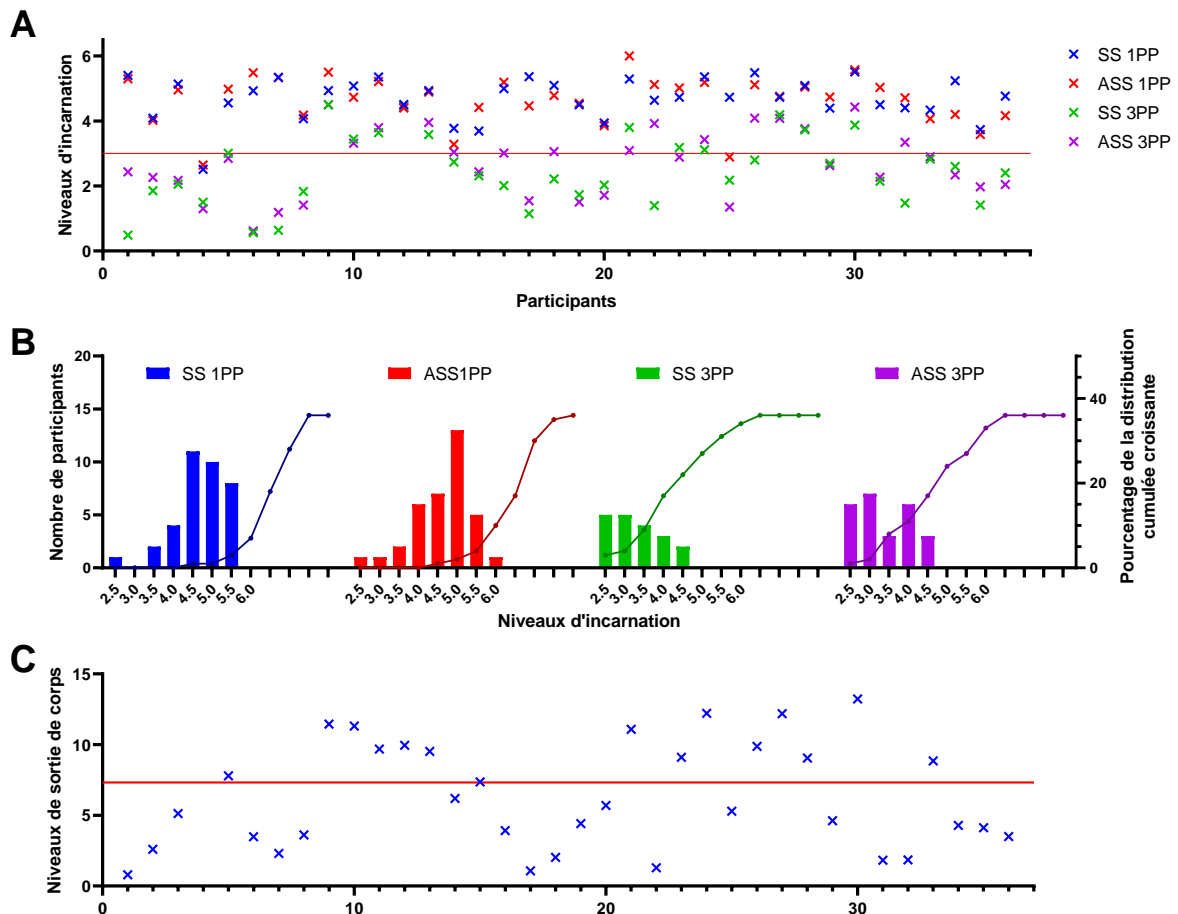 A
Niveaux d'incarnation
6
4
2
0
0
10
20
30
Participants
SS 1PP
ASS 1PP
SS 3PP
ASS 3PP
B
Nombre de participants
20
15
10
5
0
SS 1PP
ASS1PP
SS 3PP
ASS 3PP
40
20
0
Pourcentage de la distribution
cumulée croissante
2.5 3.0 3.5 4.0 4.5 5.0 5.5 6.0
2.5 3.0 3.5 4.0 4.5 5.0 5.5 6.0
2.5 3.0 3.5 4.0 4.5 5.0 5.5 6.0
2.5 3.0 3.5 4.0 4.5 5.0 5.5 6.0
Niveaux d'incarnation
C
Niveaux de sortie de corps
15
10
5
0
0
10
20
30